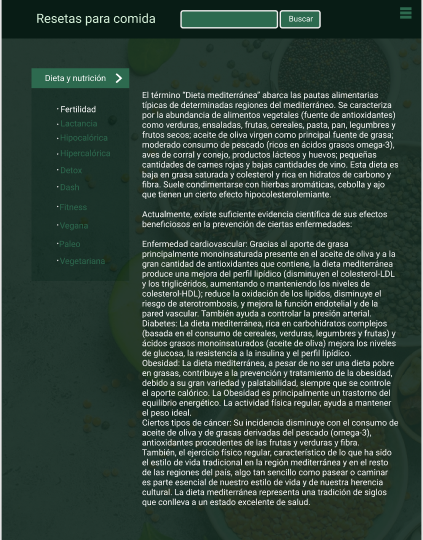 Resetas para comida
Buscar
Dieta y nutrición
· Fertilidad
· Lactancia
· Hipocalórica
· Hipercalórica
· Detox
· Dash
· Fitness
· Vegana
· Paleo
· Vegetariana
El término "Dieta mediterránea" abarca las pautas alimentarias
típicas de determinadas regiones del mediterráneo. Se caracteriza
por la abundancia de alimentos vegetales (fuente de antioxidantes)
como verduras, ensaladas, frutas, cereales, pasta, pan, legumbres y
frutos secos; aceite de oliva virgen como principal fuente de grasa;
moderado consumo de pescado (ricos en ácidos grasos omega-3),
aves de corral y conejo, productos lácteos y huevos; pequeñas
cantidades de carnes rojas y bajas cantidades de vino. Esta dieta es
baja en grasa saturada y colesterol y rica en hidratos de carbono y
fibra. Suele condimentarse con hierbas aromáticas, cebolla y ajo
que tienen un cierto efecto hipocolesterolemiante.
Actualmente, existe suficiente evidencia científica de sus efectos
beneficiosos en la prevención de ciertas enfermedades:
Enfermedad cardiovascular: Gracias al aporte de grasa
principalmente monoinsaturada presente en el aceite de oliva y a la
gran cantidad de antioxidantes que contiene, la dieta mediterránea
produce una mejora del perfil lipídico (disminuyen el colesterol-LDL
y los triglicéridos, aumentando o manteniendo los niveles de
colesterol-HDL); reduce la oxidación de los lípidos, disminuye el
riesgo de aterotrombosis, y mejora la función endotelial y de la
pared vascular. También ayuda a controlar la presión arterial.
Diabetes: La dieta mediterránea, rica en carbohidratos complejos
(basada en el consumo de cereales, verduras, legumbres y frutas) y
ácidos grasos monoinsaturados (aceite de oliva) mejora los niveles
de glucosa, la resistencia a la insulina y el perfil lipídico.
Obesidad: La dieta mediterránea, a pesar de no ser una dieta pobre
en grasas, contribuye a la prevención y tratamiento de la obesidad,
debido a su gran variedad y palatabilidad, siempre que se controle
el aporte calórico. La Obesidad es principalmente un trastorno del
equilibrio energético. La actividad física regular, ayuda a mantener
el peso ideal.
Ciertos tipos de cáncer: Su incidencia disminuye con el consumo de
aceite de oliva y de grasas derivadas del pescado (omega-3),
antioxidantes procedentes de las frutas y verduras y fibra.
También, el ejercicio físico regular, característico de lo que ha sido
el estilo de vida tradicional en la región mediterránea y en el resto
de las regiones del país, algo tan sencillo como pasear o caminar
es parte esencial de nuestro estilo de vida y de nuestra herencia
cultural. La dieta mediterránea representa una tradición de siglos
que conlleva a un estado excelente de salud.